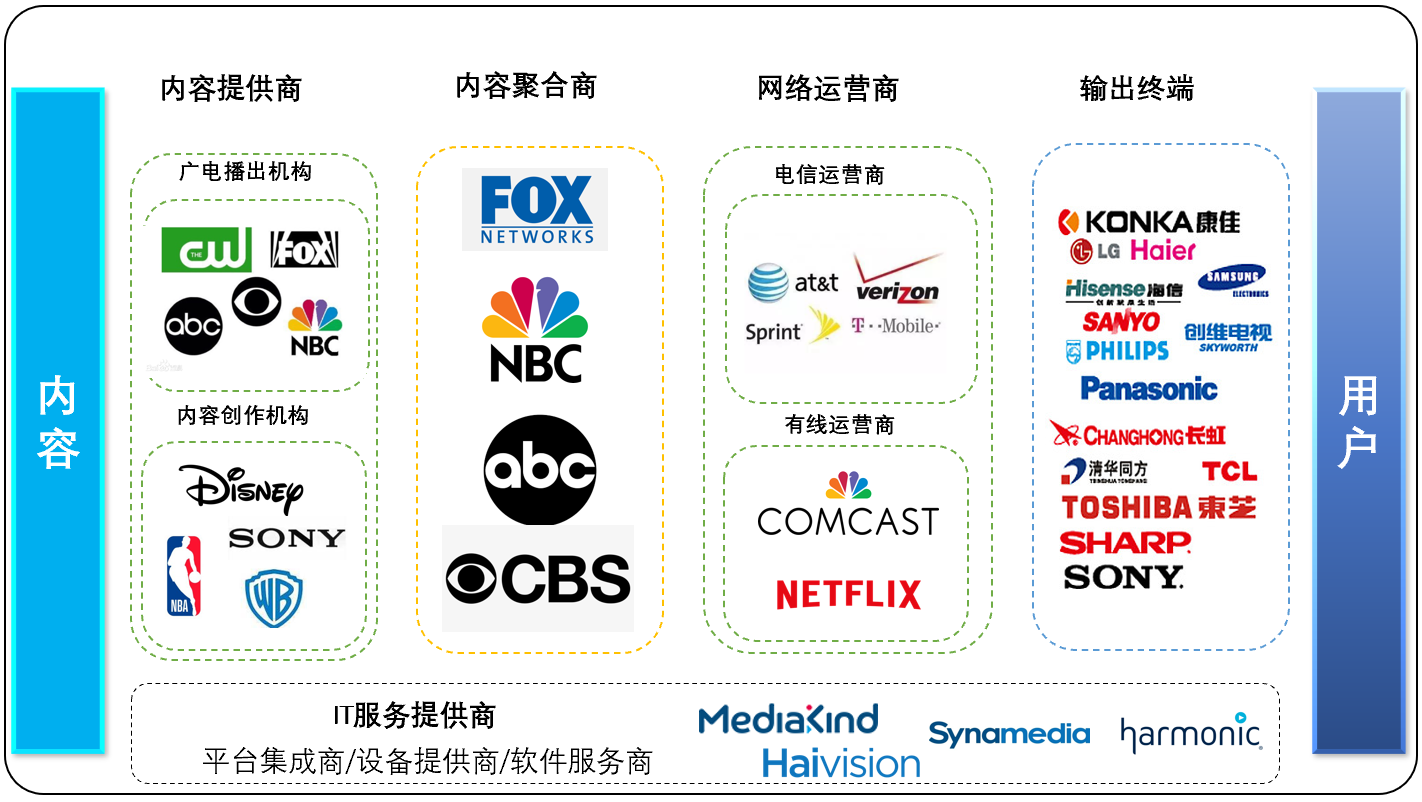 内容提供商
内容聚合商
网络运营商
输出终端
内容
用户
广电播出机构
THE CW
FOX
abc
NBC
内容创作机构
Disney
SONY
NBA
WB
FOX
NETWORKS
NBC
abc
CBS
电信运营商
at&t
verizon
Sprint
T··Mobile·
有线运营商
COMCAST
NETFLIX
KONKA康佳
LG Haier
SAMSUNG
ELECTRONICS
Hisense海信
SANYO
创维电视
SKYWORTH
PHILIPS
Panasonic
CHANGHONG长虹
清华同方
TSINGHUA TONGFANG
TCL
TOSHIBA 東芝
SHARP
SONY
IT服务提供商
平台集成商/设备提供商/软件服务商
MediaKind
Synamedia
harmonic
Haivision